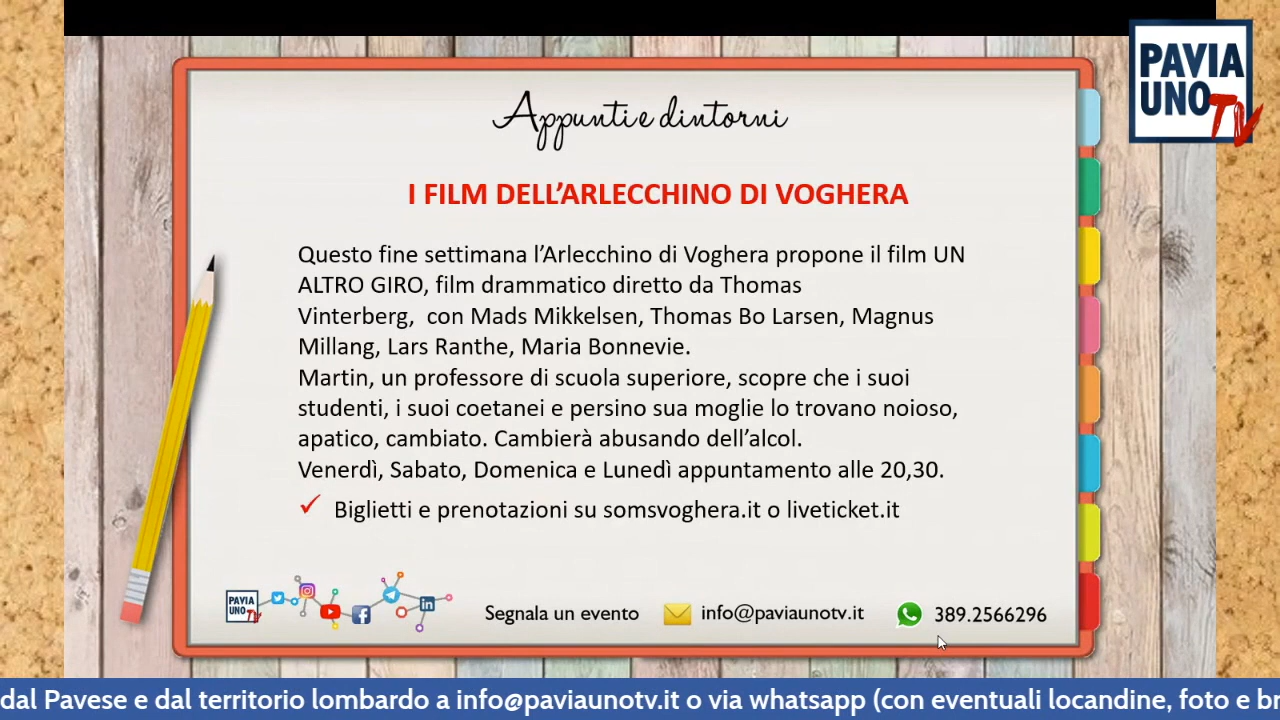 PAVIA
UNO TV
Appunti e dintorni
I FILM DELL’ARLECCHINO DI VOGHERA
Questo fine settimana l’Arlecchino di Voghera propone il film UN
ALTRO GIRO, film drammatico diretto da Thomas
Vinterberg,  con Mads Mikkelsen, Thomas Bo Larsen, Magnus
Millang, Lars Ranthe, Maria Bonnevie.
Martin, un professore di scuola superiore, scopre che i suoi
studenti, i suoi coetanei e persino sua moglie lo trovano noioso,
apatico, cambiato. Cambierà abusando dell’alcol.
Venerdì, Sabato, Domenica e Lunedì appuntamento alle 20,30.
✓ Biglietti e prenotazioni su somsvoghera.it o liveticket.it
PAVIA
UNO TV
Segnala un evento info@paviaunotv.it 389.2566296
dal Pavese e dal territorio lombardo a info@paviaunotv.it o via whatsapp (con eventuali locandine, foto e br